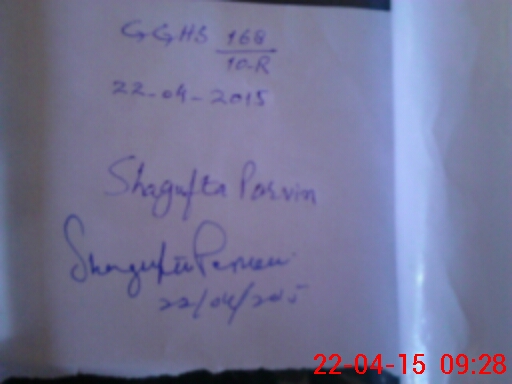 GGHS 168
10-R
22-04-2015
Shagufta Parvin
Shagufta Parveen
22/04/2015
22-04-15 09:28